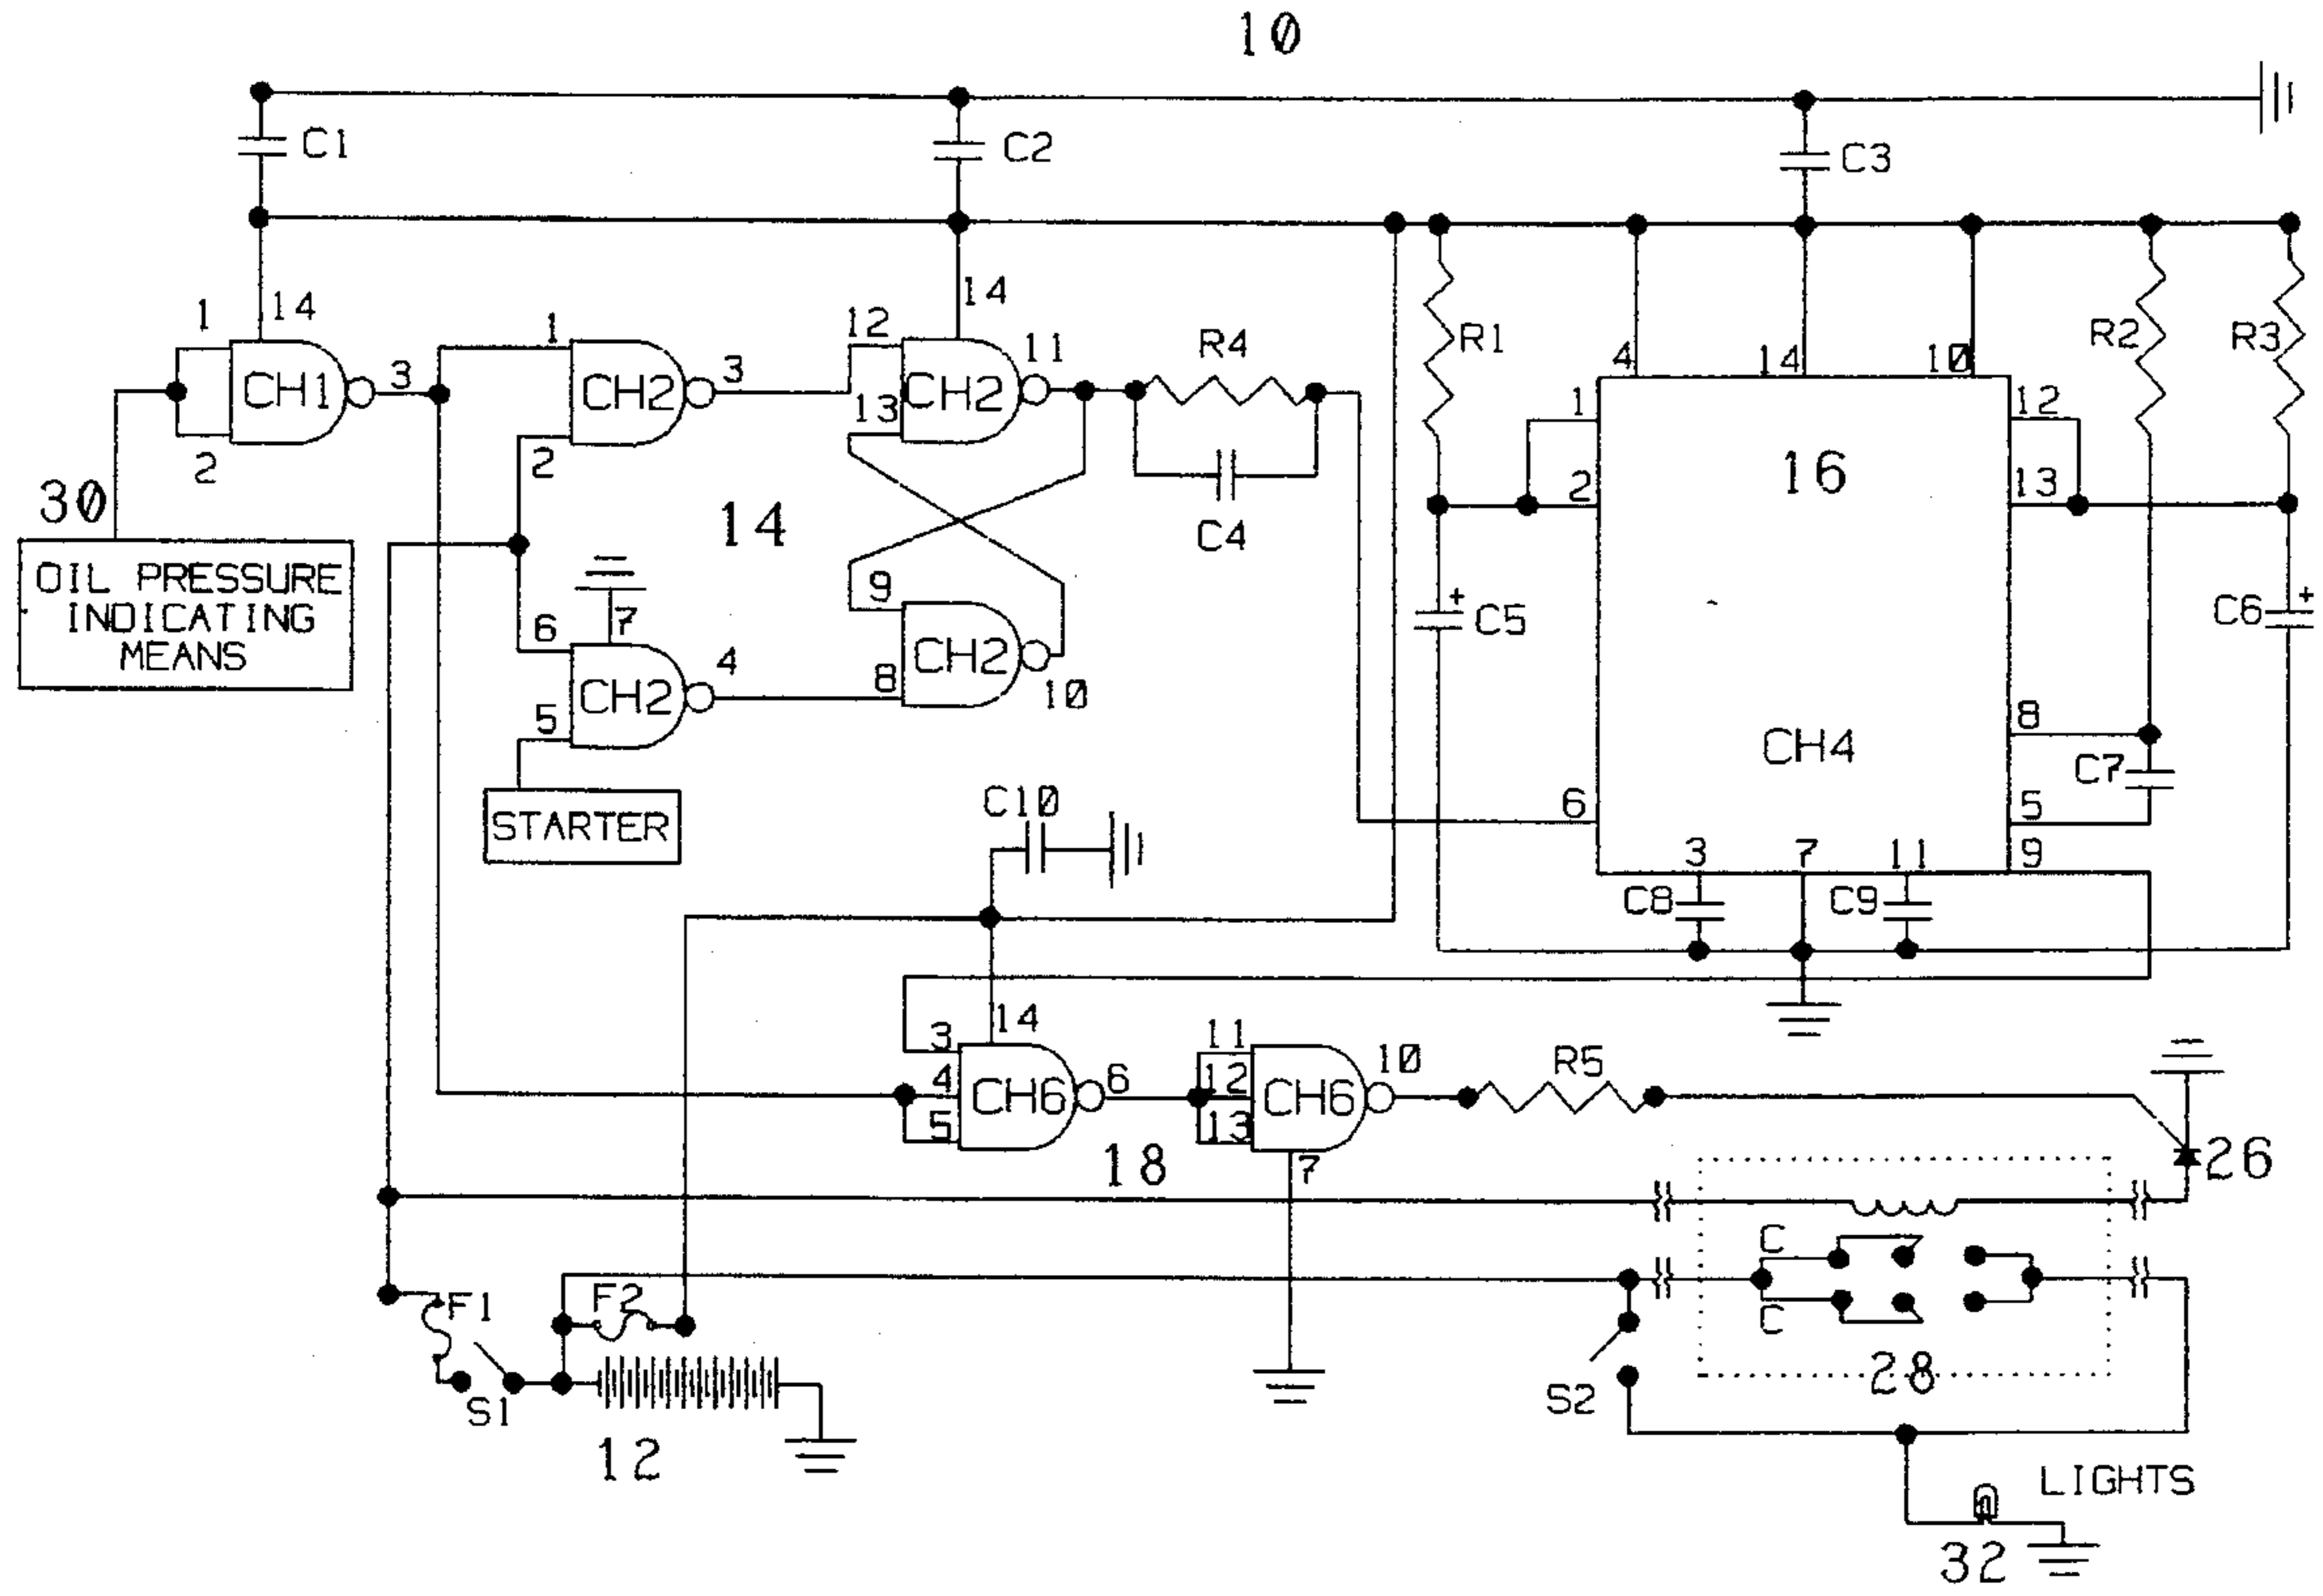 10
C1
C2
C3
1
14
1
12
14
11
R4
R1
4
14
10
R2
R3
CH1
3
CH2
3
CH2
13
1
12
2
2
16
2
13
30
14
C4
OIL PRESSURE
INDICATING
MEANS
6
7
9
C5
+
C6
+
CH2
4
CH2
8
10
5
8
CH4
C7
STARTER
C10
6
5
3
7
11
9
C8
C9
3
14
11
10
R5
4
CH6
6
12
CH6
5
13
18
7
26
C
F1
F2
C
28
S1
S2
12
LIGHTS
32